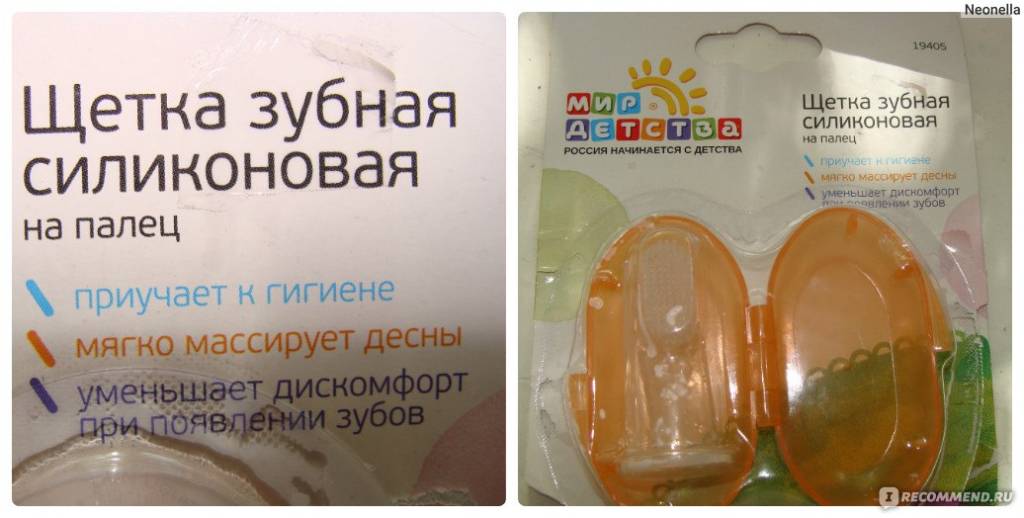 Щетка зубная
силиконовая
на палец
приучает к гигиене
мягко массирует десны
уменьшает дискомфорт
при появлении зубов
Neonella
19405
МИР
ДЕТСТВА
РОССИЯ НАЧИНАЕТСЯ С ДЕТСТВА
Щетка зубная
силиконовая
на палец
приучает к гигиене
мягко массирует десны
уменьшает дискомфорт
при появлении зубов
I RECOMMEND.RU